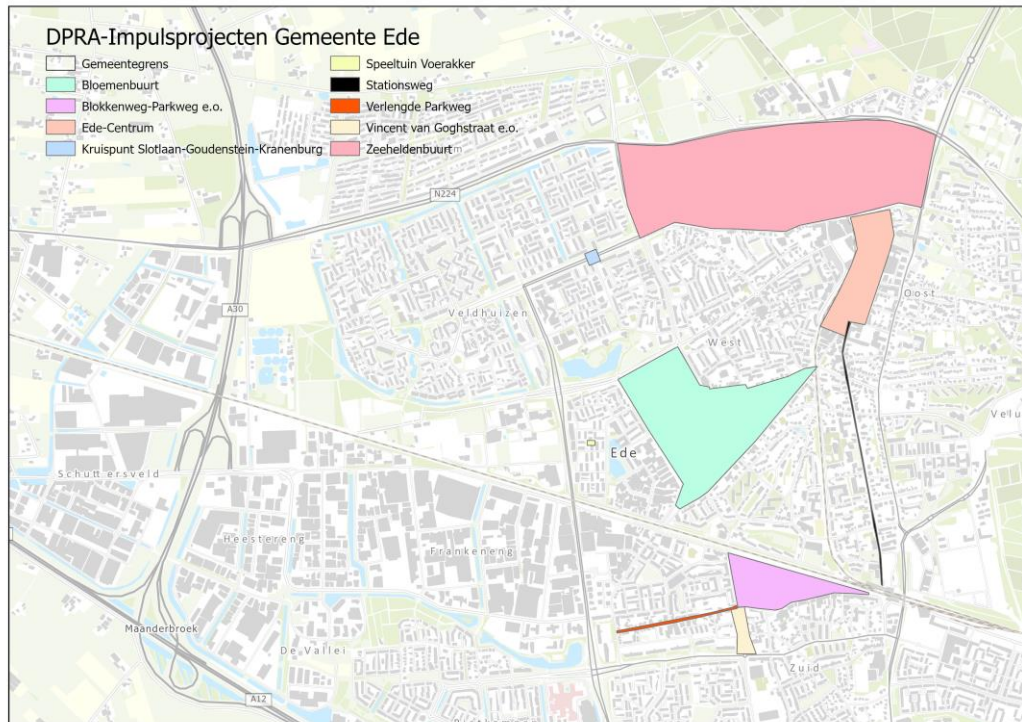 DPRA-Impulsprojecten Gemeente Ede
Gemeentegrens
Bloemenbuurt
Blokkenweg-Parkweg e.o.
Ede-Centrum
Kruispunt Slotlaan-Goudenstein-Kranenburg
Speeltuin Voerakker
Stationsweg
Verlengde Parkweg
Vincent van Goghstraat e.o.
Zeeheldenbuurt
N224
A30
Veldhuizen
Oost
West
Ede
Schuttersveld
Heestereng
Frankeneng
Maanderbroek
De Vallei
A12
Zuid